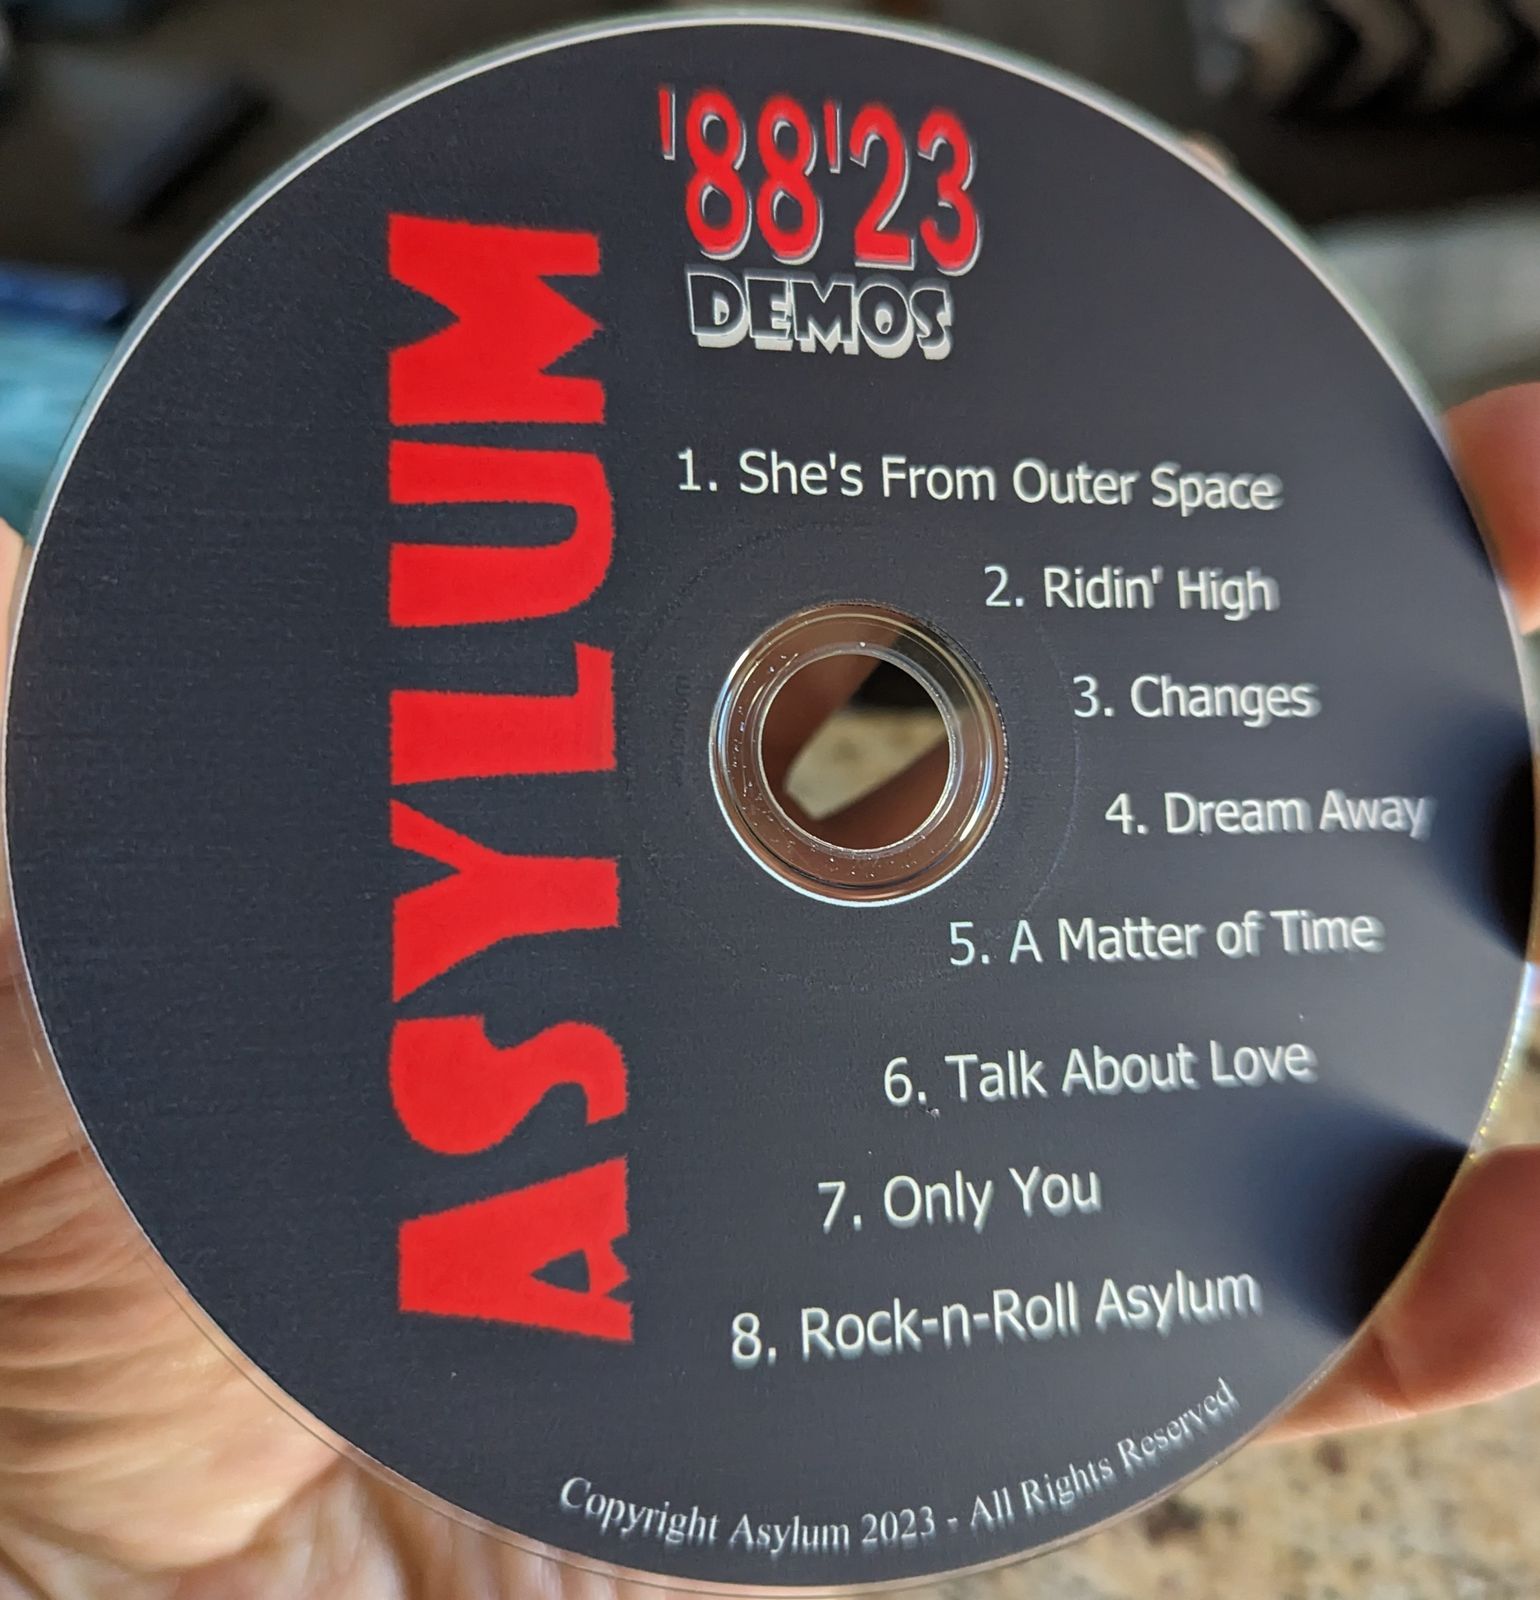 '88'23
DEMOS
ASYLUM
1. She's From Outer Space
2. Ridin' High
3. Changes
4. Dream Away
5. A Matter of Time
6. Talk About Love
7. Only You
8. Rock-n-Roll Asylum
Copyright Asylum 2023 - All Rights Reserved